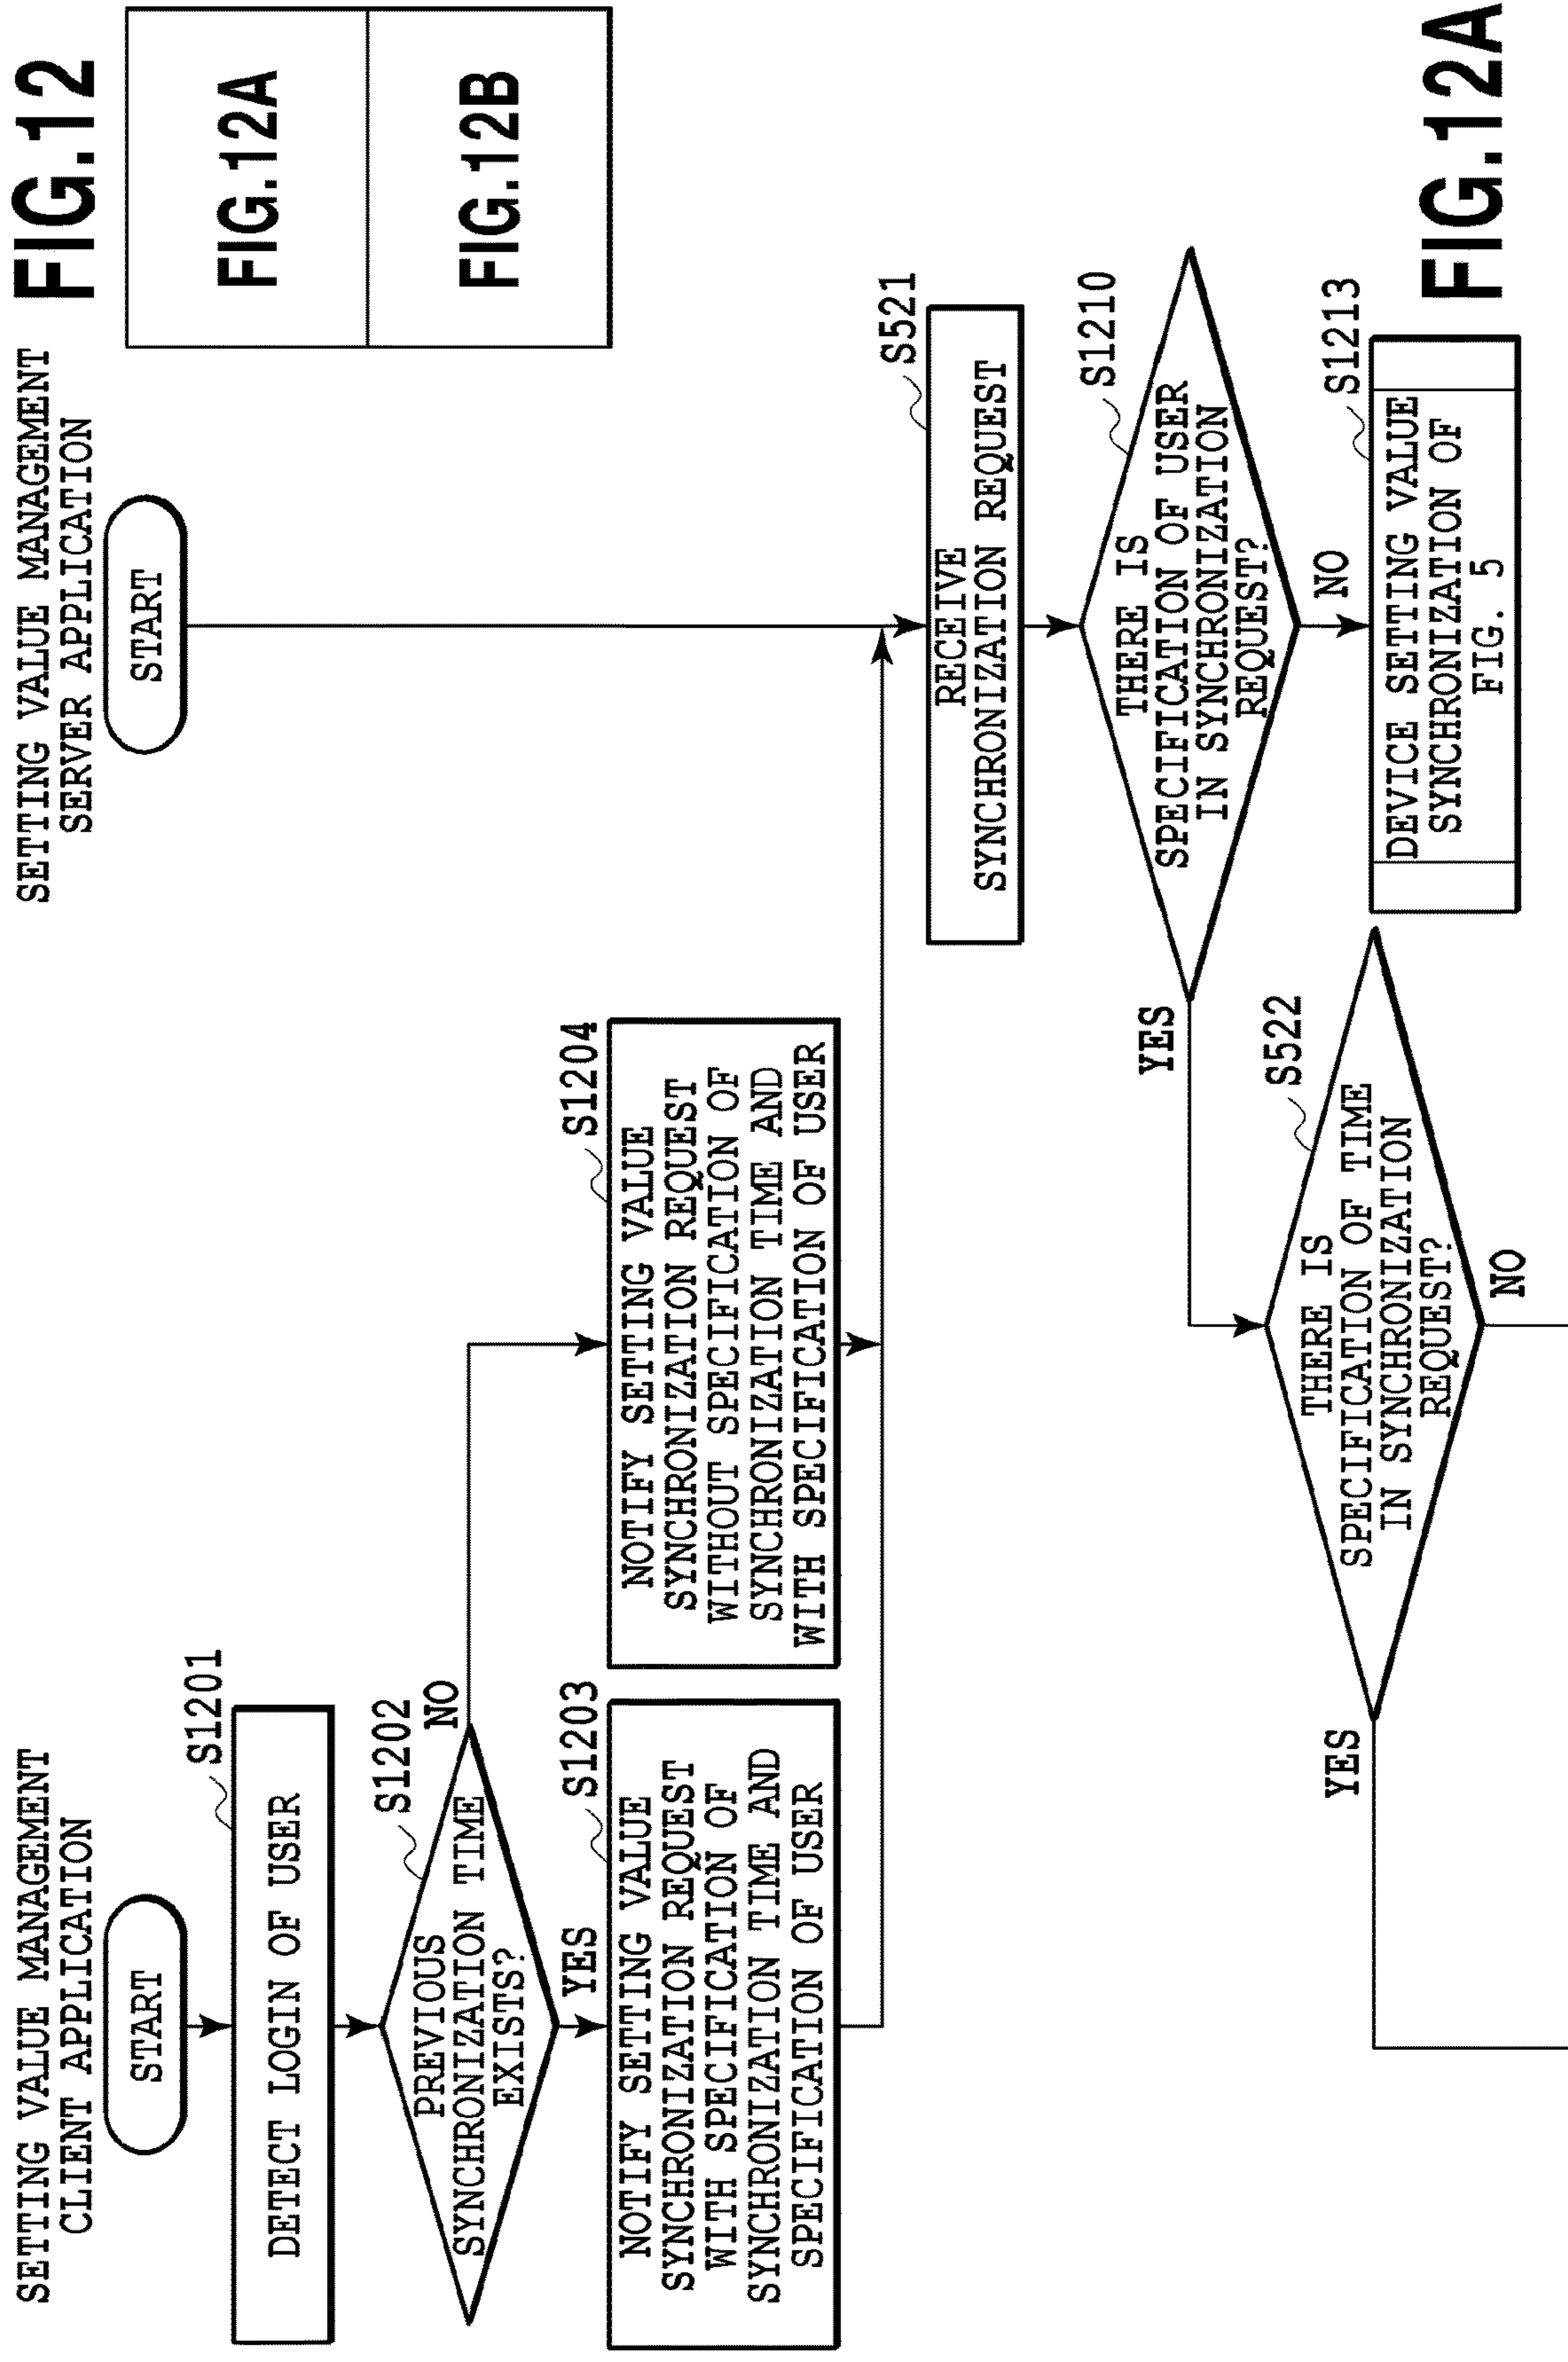 FIG.12
FIG.12A
FIG.12B
SETTING VALUE MANAGEMENT
CLIENT APPLICATION
START
S1201
DETECT LOGIN OF USER
S1202
PREVIOUS
SYNCHRONIZATION TIME
EXISTS?
NO
YES
S1203
NOTIFY SETTING VALUE
SYNCHRONIZATION REQUEST
WITH SPECIFICATION OF
SYNCHRONIZATION TIME AND
SPECIFICATION OF USER
S1204
NOTIFY SETTING VALUE
SYNCHRONIZATION REQUEST
WITHOUT SPECIFICATION OF
SYNCHRONIZATION TIME AND
WITH SPECIFICATION OF USER
SETTING VALUE MANAGEMENT
SERVER APPLICATION
START
S521
RECEIVE
SYNCHRONIZATION REQUEST
S1210
THERE IS
SPECIFICATION OF USER
IN SYNCHRONIZATION
REQUEST?
YES
NO
S1213
DEVICE SETTING VALUE
SYNCHRONIZATION OF
FIG. 5
S522
THERE IS
SPECIFICATION OF TIME
IN SYNCHRONIZATION
REQUEST?
YES
NO
FIG.12A